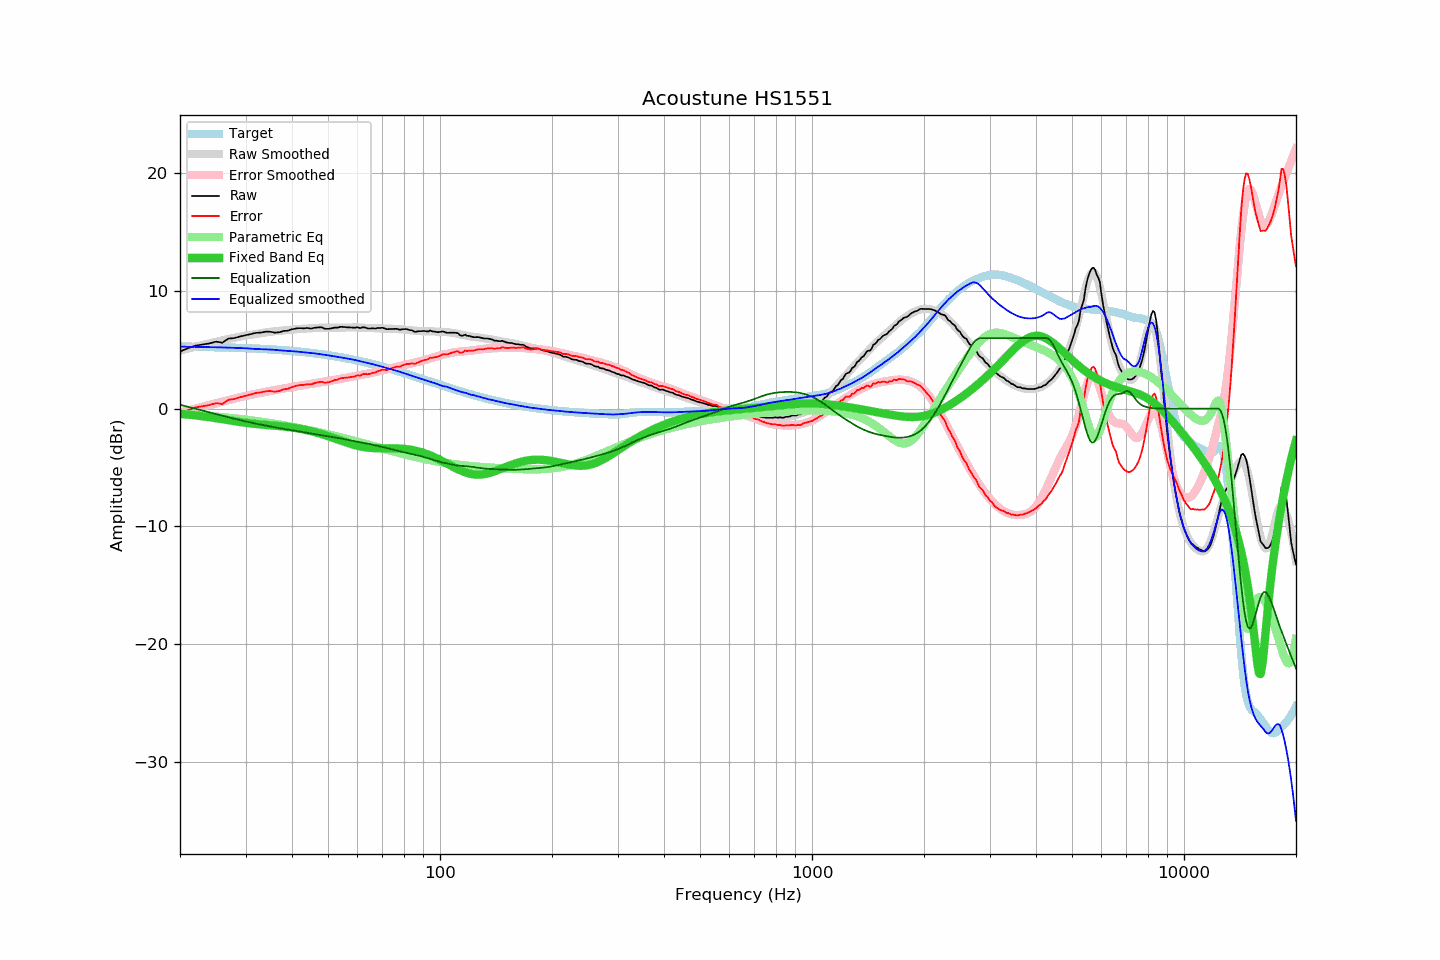 Acoustune HS1551
Target
Raw Smoothed
Error Smoothed
Raw
Error
Parametric Eq
Fixed Band Eq
Equalization
Equalized smoothed
20
10
0
−10
−20
−30
Amplitude (dBr)
100
1000
10000
Frequency (Hz)